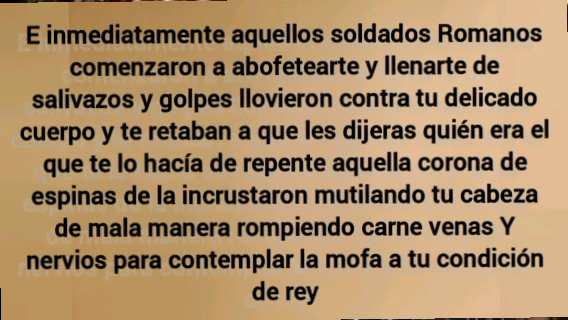 E inmediatamente aquellos soldados Romanos
comenzaron a abofetearte y llenarte de
salivazos y golpes llovieron contra tu delicado
cuerpo y te retaban a que les dijeras quién era el
que te lo hacía de repente aquella corona de
espinas de la incrustaron mutilando tu cabeza
de mala manera rompiendo carne venas Y
nervios para contemplar la mofa a tu condición
de rey